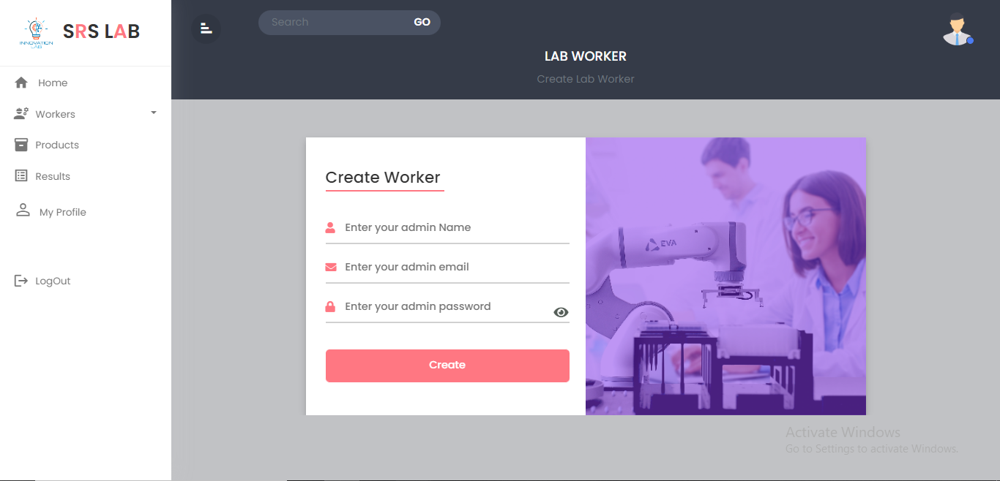 INNOVATION
LAB
SRS LAB
Home
Workers
Products
Results
My Profile
LogOut
Search
GO
LAB WORKER
Create Lab Worker
Create Worker
Enter your admin Name
Enter your admin email
Enter your admin password
Create
EVA
Activate Windows
Go to Settings to activate Windows.